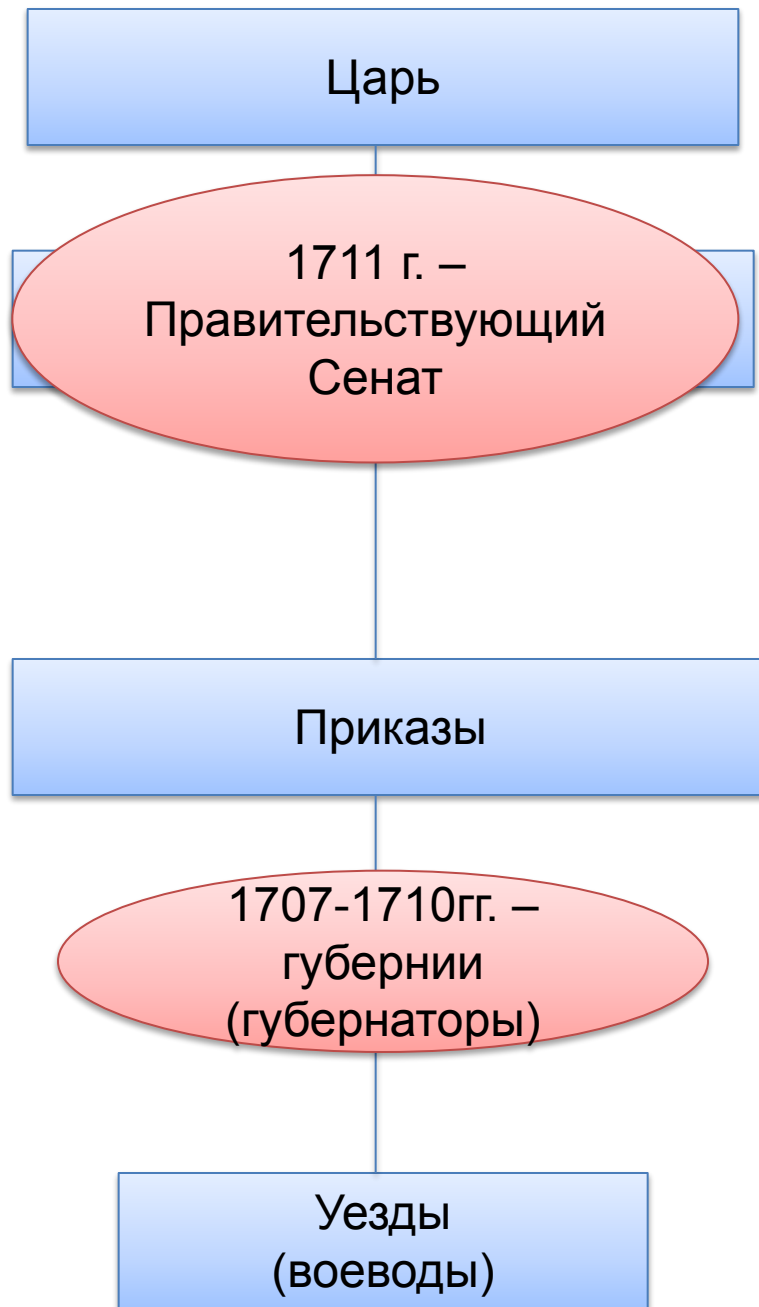 Царь
1711 г. –
Правительствующий
Сенат
Приказы
1707-1710гг. –
губернии
(губернаторы)
Уезды
(воеводы)